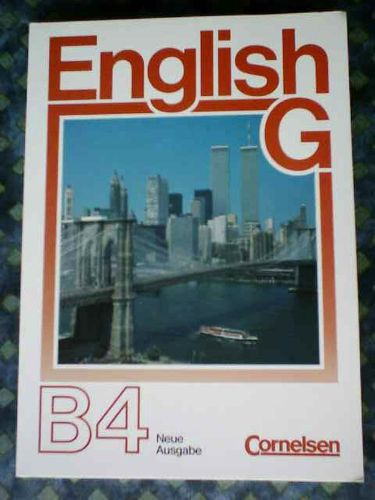 English
G
B4
Neue
Ausgabe
Cornelsen